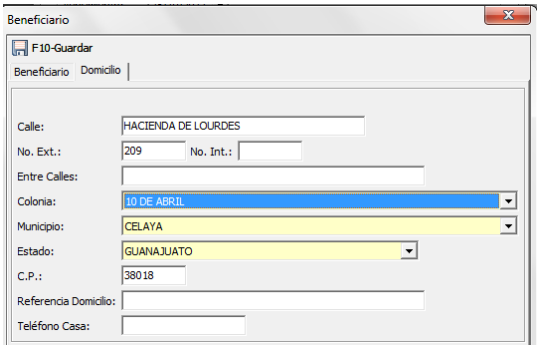 Beneficiario
F10-Guardar
Beneficiario Domicilio
Calle: HACIENDA DE LOURDES
No. Ext.: 209 No. Int.:
Entre Calles:
Colonia: 10 DE ABRIL
Municipio: CELAYA
Estado: GUANAJUATO
C.P.: 38018
Referencia Domicilio:
Teléfono Casa: